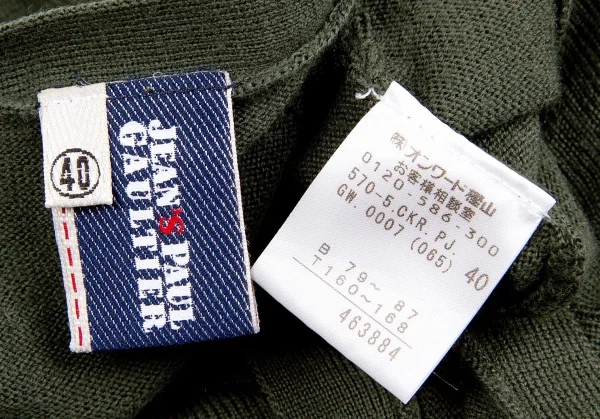 40
JEAN'S PAUL
GAULTIER
㈱オンワード樫山
お客様相談室
0120-586-300
570-5.CKR.PJ.
GW.0007 (065) 40
B 79～ 87
T160～168
463884